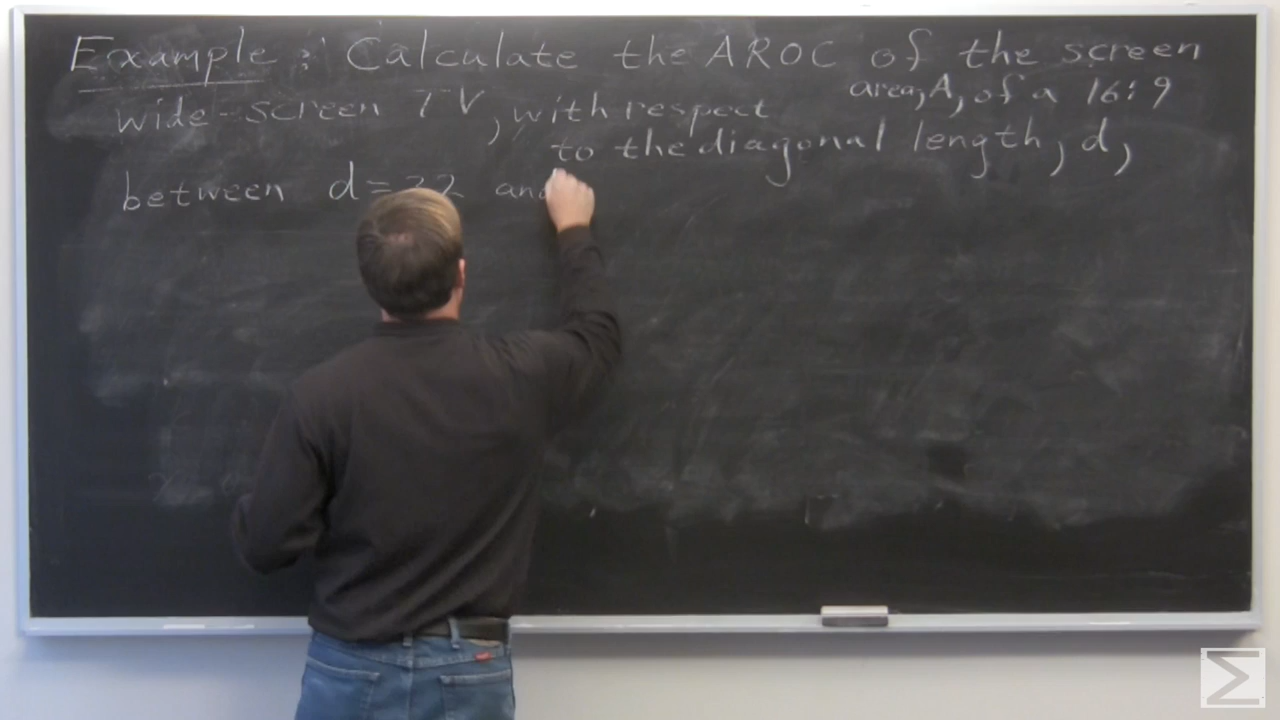 Example: Calculate the AROC of the screen
area, A, of a 16:9
wide-screen TV, with respect
to the diagonal length, d,
between d=32 and